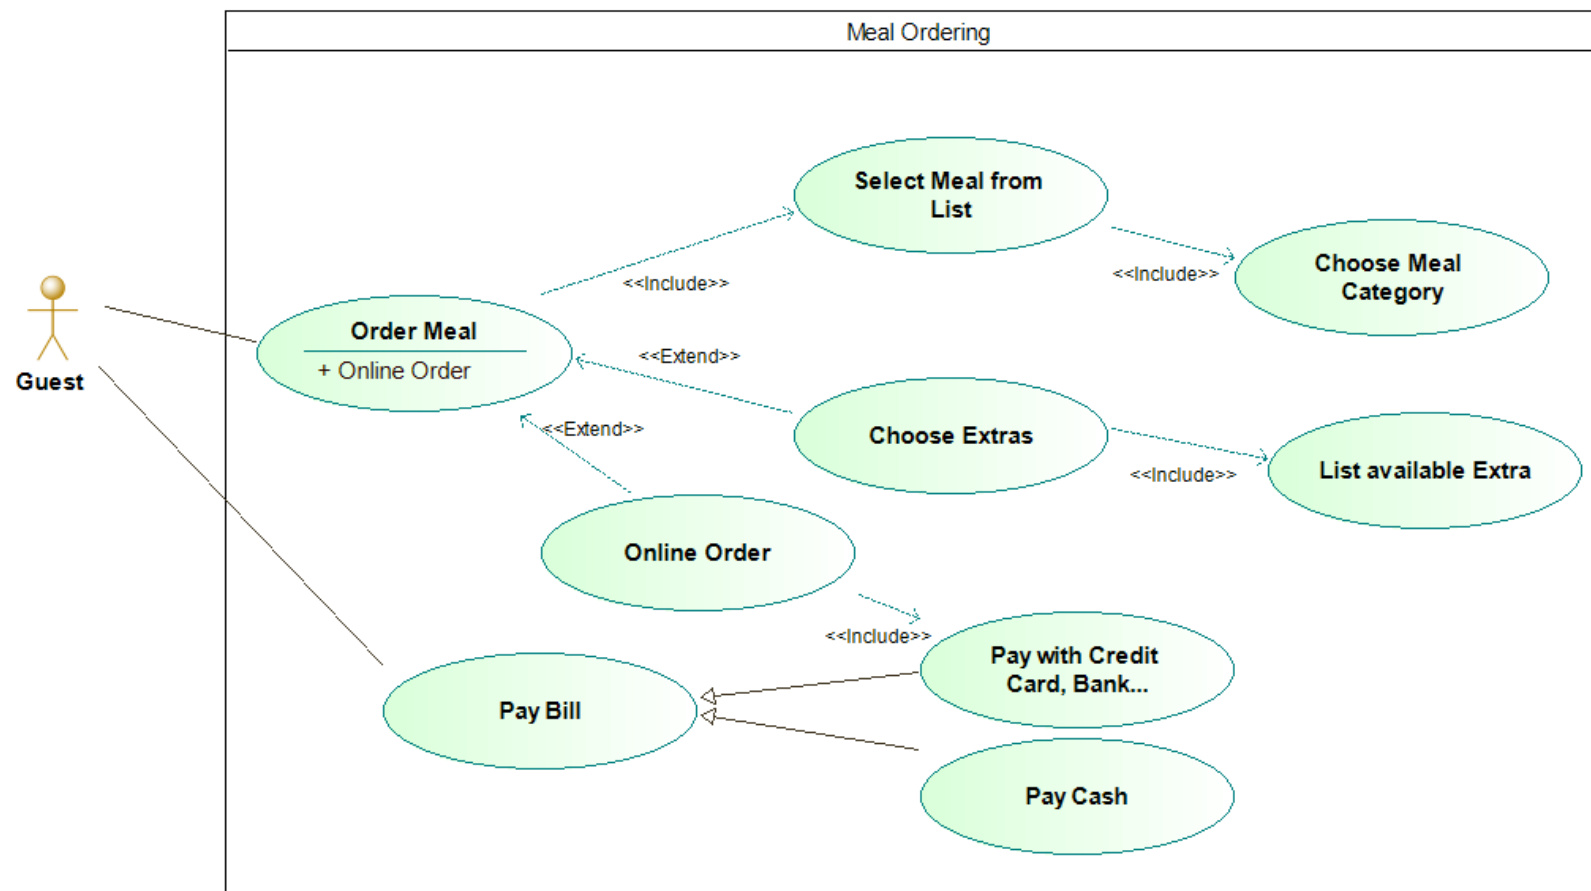 Meal Ordering
Select Meal from
List
<<Include>>
Choose Meal
Category
<<Include>>
Guest
Order Meal
+ Online Order
<<Extend>>
<<Extend>>
Choose Extras
<<Include>>
List available Extra
Online Order
<<Include>>
Pay with Credit
Card, Bank...
Pay Bill
Pay Cash